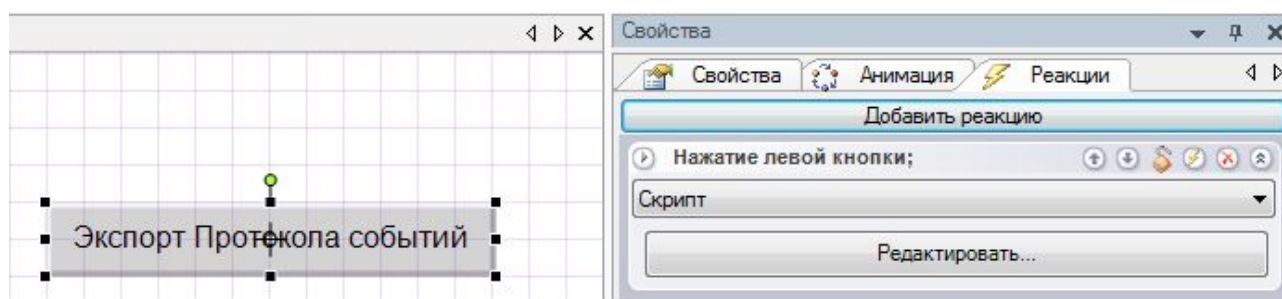 Свойства
Свойства Анимация Реакции
Добавить реакцию
Нажатие левой кнопки;
Скрипт
Экспорт Протокола событий
Редактировать...